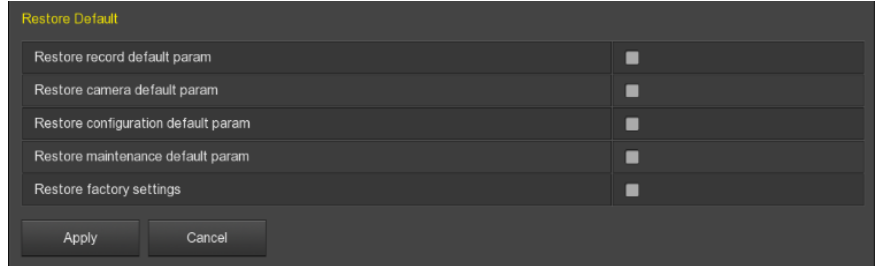 Restore Default
Restore record default param
Restore camera default param
Restore configuration default param
Restore maintenance default param
Restore factory settings
Apply Cancel